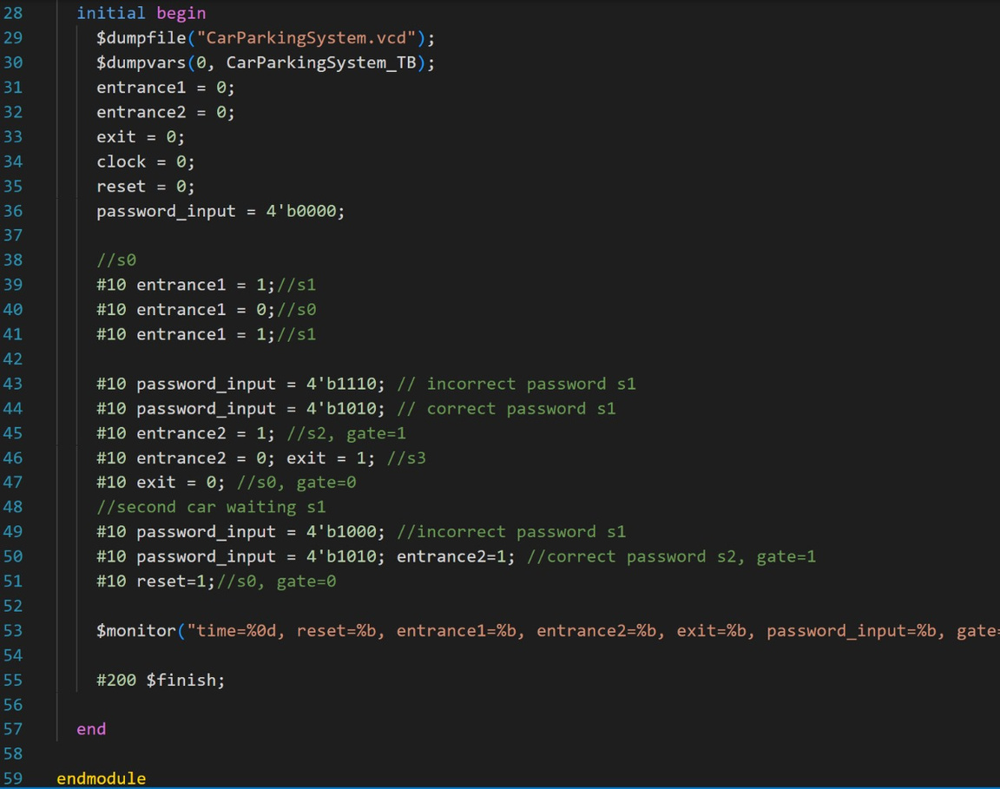 28 initial begin
29 $dumpfile("CarParkingSystem.vcd");
30 $dumpvars(0, CarParkingSystem_TB);
31 entrance1 = 0;
32 entrance2 = 0;
33 exit = 0;
34 clock = 0;
35 reset = 0;
36 password_input = 4'b0000;
37
38 //s0
39 #10 entrance1 = 1;//s1
40 #10 entrance1 = 0;//s0
41 #10 entrance1 = 1;//s1
42
43 #10 password_input = 4'b1110; // incorrect password s1
44 #10 password_input = 4'b1010; // correct password s1
45 #10 entrance2 = 1; //s2, gate=1
46 #10 entrance2 = 0; exit = 1; //s3
47 #10 exit = 0; //s0, gate=0
48 //second car waiting s1
49 #10 password_input = 4'b1000; //incorrect password s1
50 #10 password_input = 4'b1010; entrance2=1; //correct password s2, gate=1
51 #10 reset=1;//s0, gate=0
52
53 $monitor("time=%0d, reset=%b, entrance1=%b, entrance2=%b, exit=%b, password_input=%b, gate=
54
55 #200 $finish;
56
57 end
58
59 endmodule